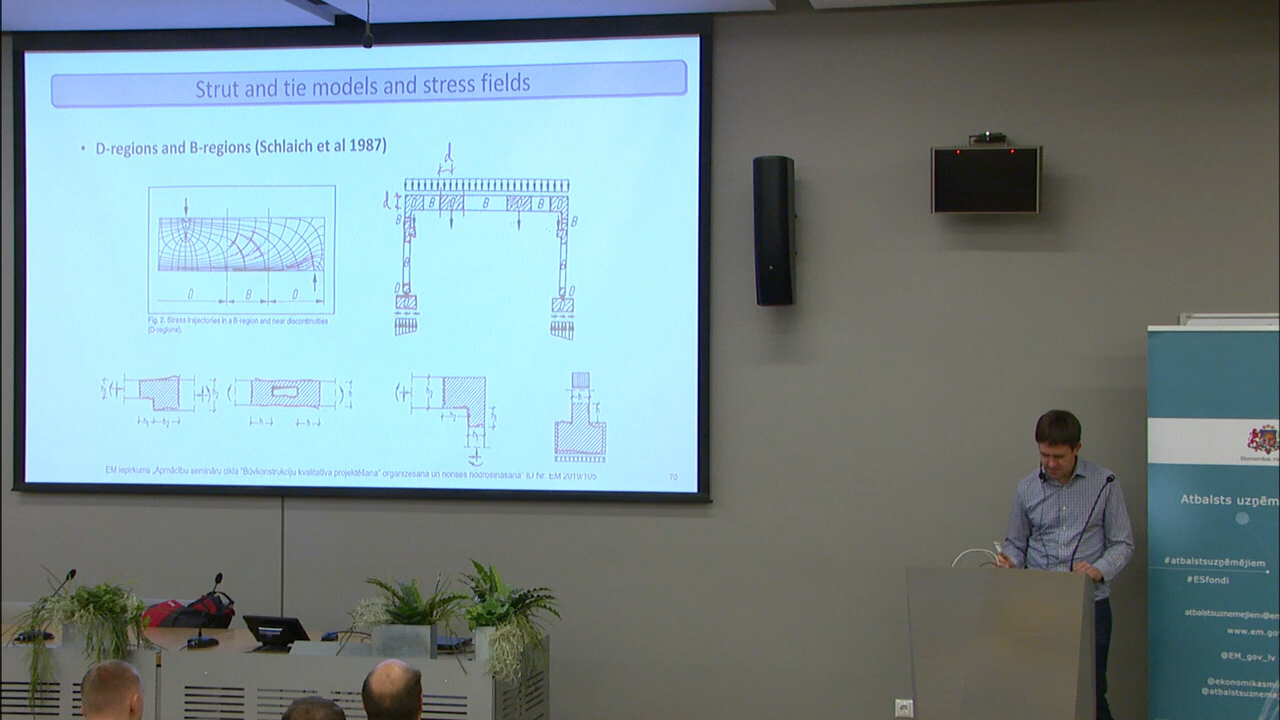 Strut and tie models and stress fields
• D-regions and B-regions (Schlaich et al 1987)
d
d
D B D B D B D
B B
B B
D D
D B D
Fig. 2. Stress trajectories in a B-region and near discontinuities
(D-regions).
EM iepirkums „Apmācību semināru cikla "Būvkonstrukciju kvalitatīva projektēšana" organizēšana un norises nodrošināšana" ID Nr. EM 2019/105
70
Atbalsts uzņēm
#atbalstsuzņēmējiem
#ESfondi
www.em.go
@EM_gov_lv